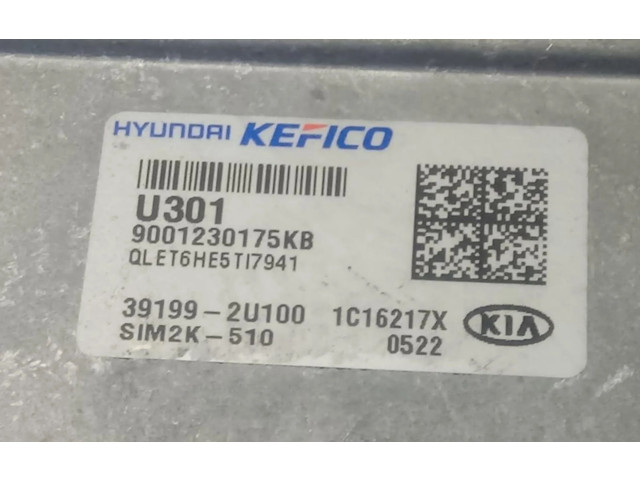 HYUNDAI KEFICO
U301
9001230175KB
QLET6HE5TI7941
39199-2U100 1C16217X KIA
SIM2K-510 0522